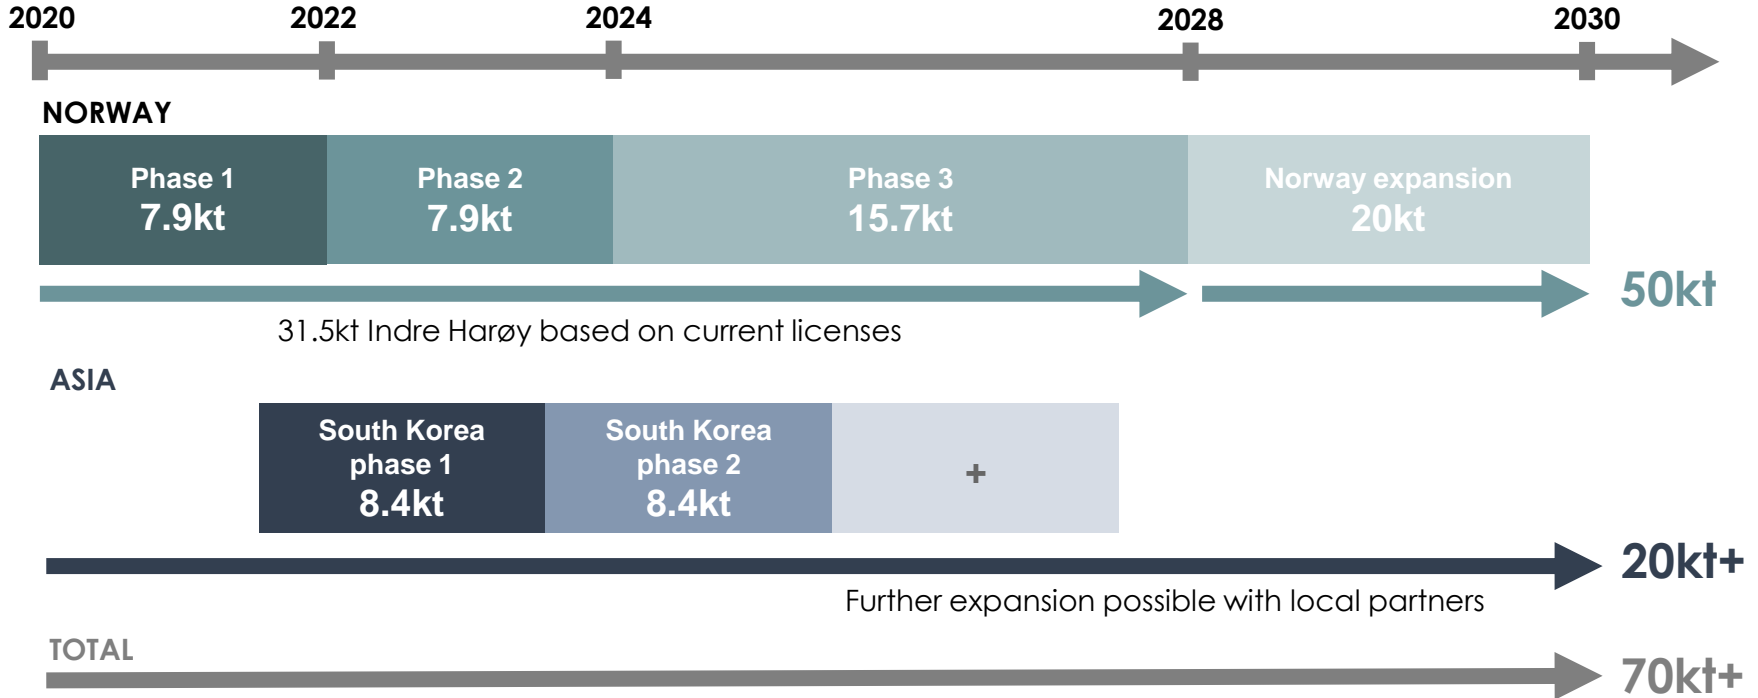 2020 2022 2024 2028 2030
NORWAY
Phase 1 Phase 2 Phase 3 Norway expansion
7.9kt 7.9kt 15.7kt 20kt
50kt
31.5kt Indre Harøy based on current licenses
ASIA
South Korea South Korea
phase 1 phase 2 +
8.4kt 8.4kt
20kt+
Further expansion possible with local partners
TOTAL
70kt+